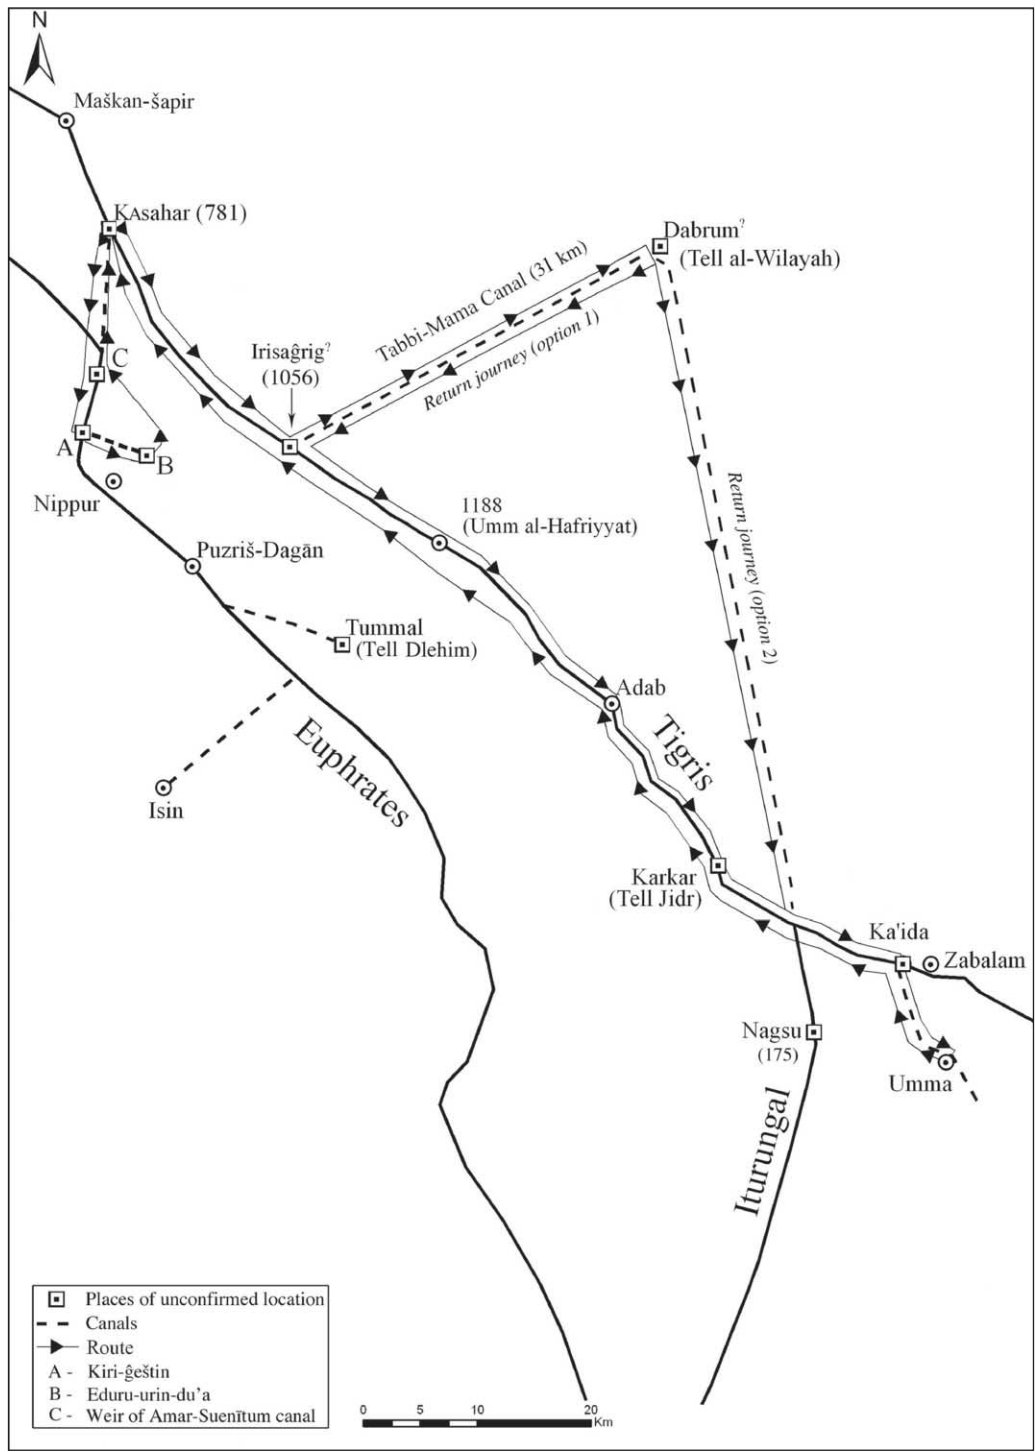 N
Maškan-šapir
KAsahar (781)
Dabrum?
(Tell al-Wilayah)
Tabbi-Mama Canal (31 km)
Return journey (option 1)
Irisaĝrig?
(1056)
C
A
B
Nippur
1188
(Umm al-Hafriyyat)
Return journey (option 2)
Puzriš-Dagān
Tummal
(Tell Dlehim)
Adab
Tigris
Euphrates
Isin
Karkar
(Tell Jidr)
Ka'ida
Zabalam
Nagsu
(175)
Umma
Iturungal
Places of unconfirmed location
Canals
Route
A - Kiri-ĝeštin
B - Eduru-urin-du'a
C - Weir of Amar-Suenītum canal
0 5 10 20
Km